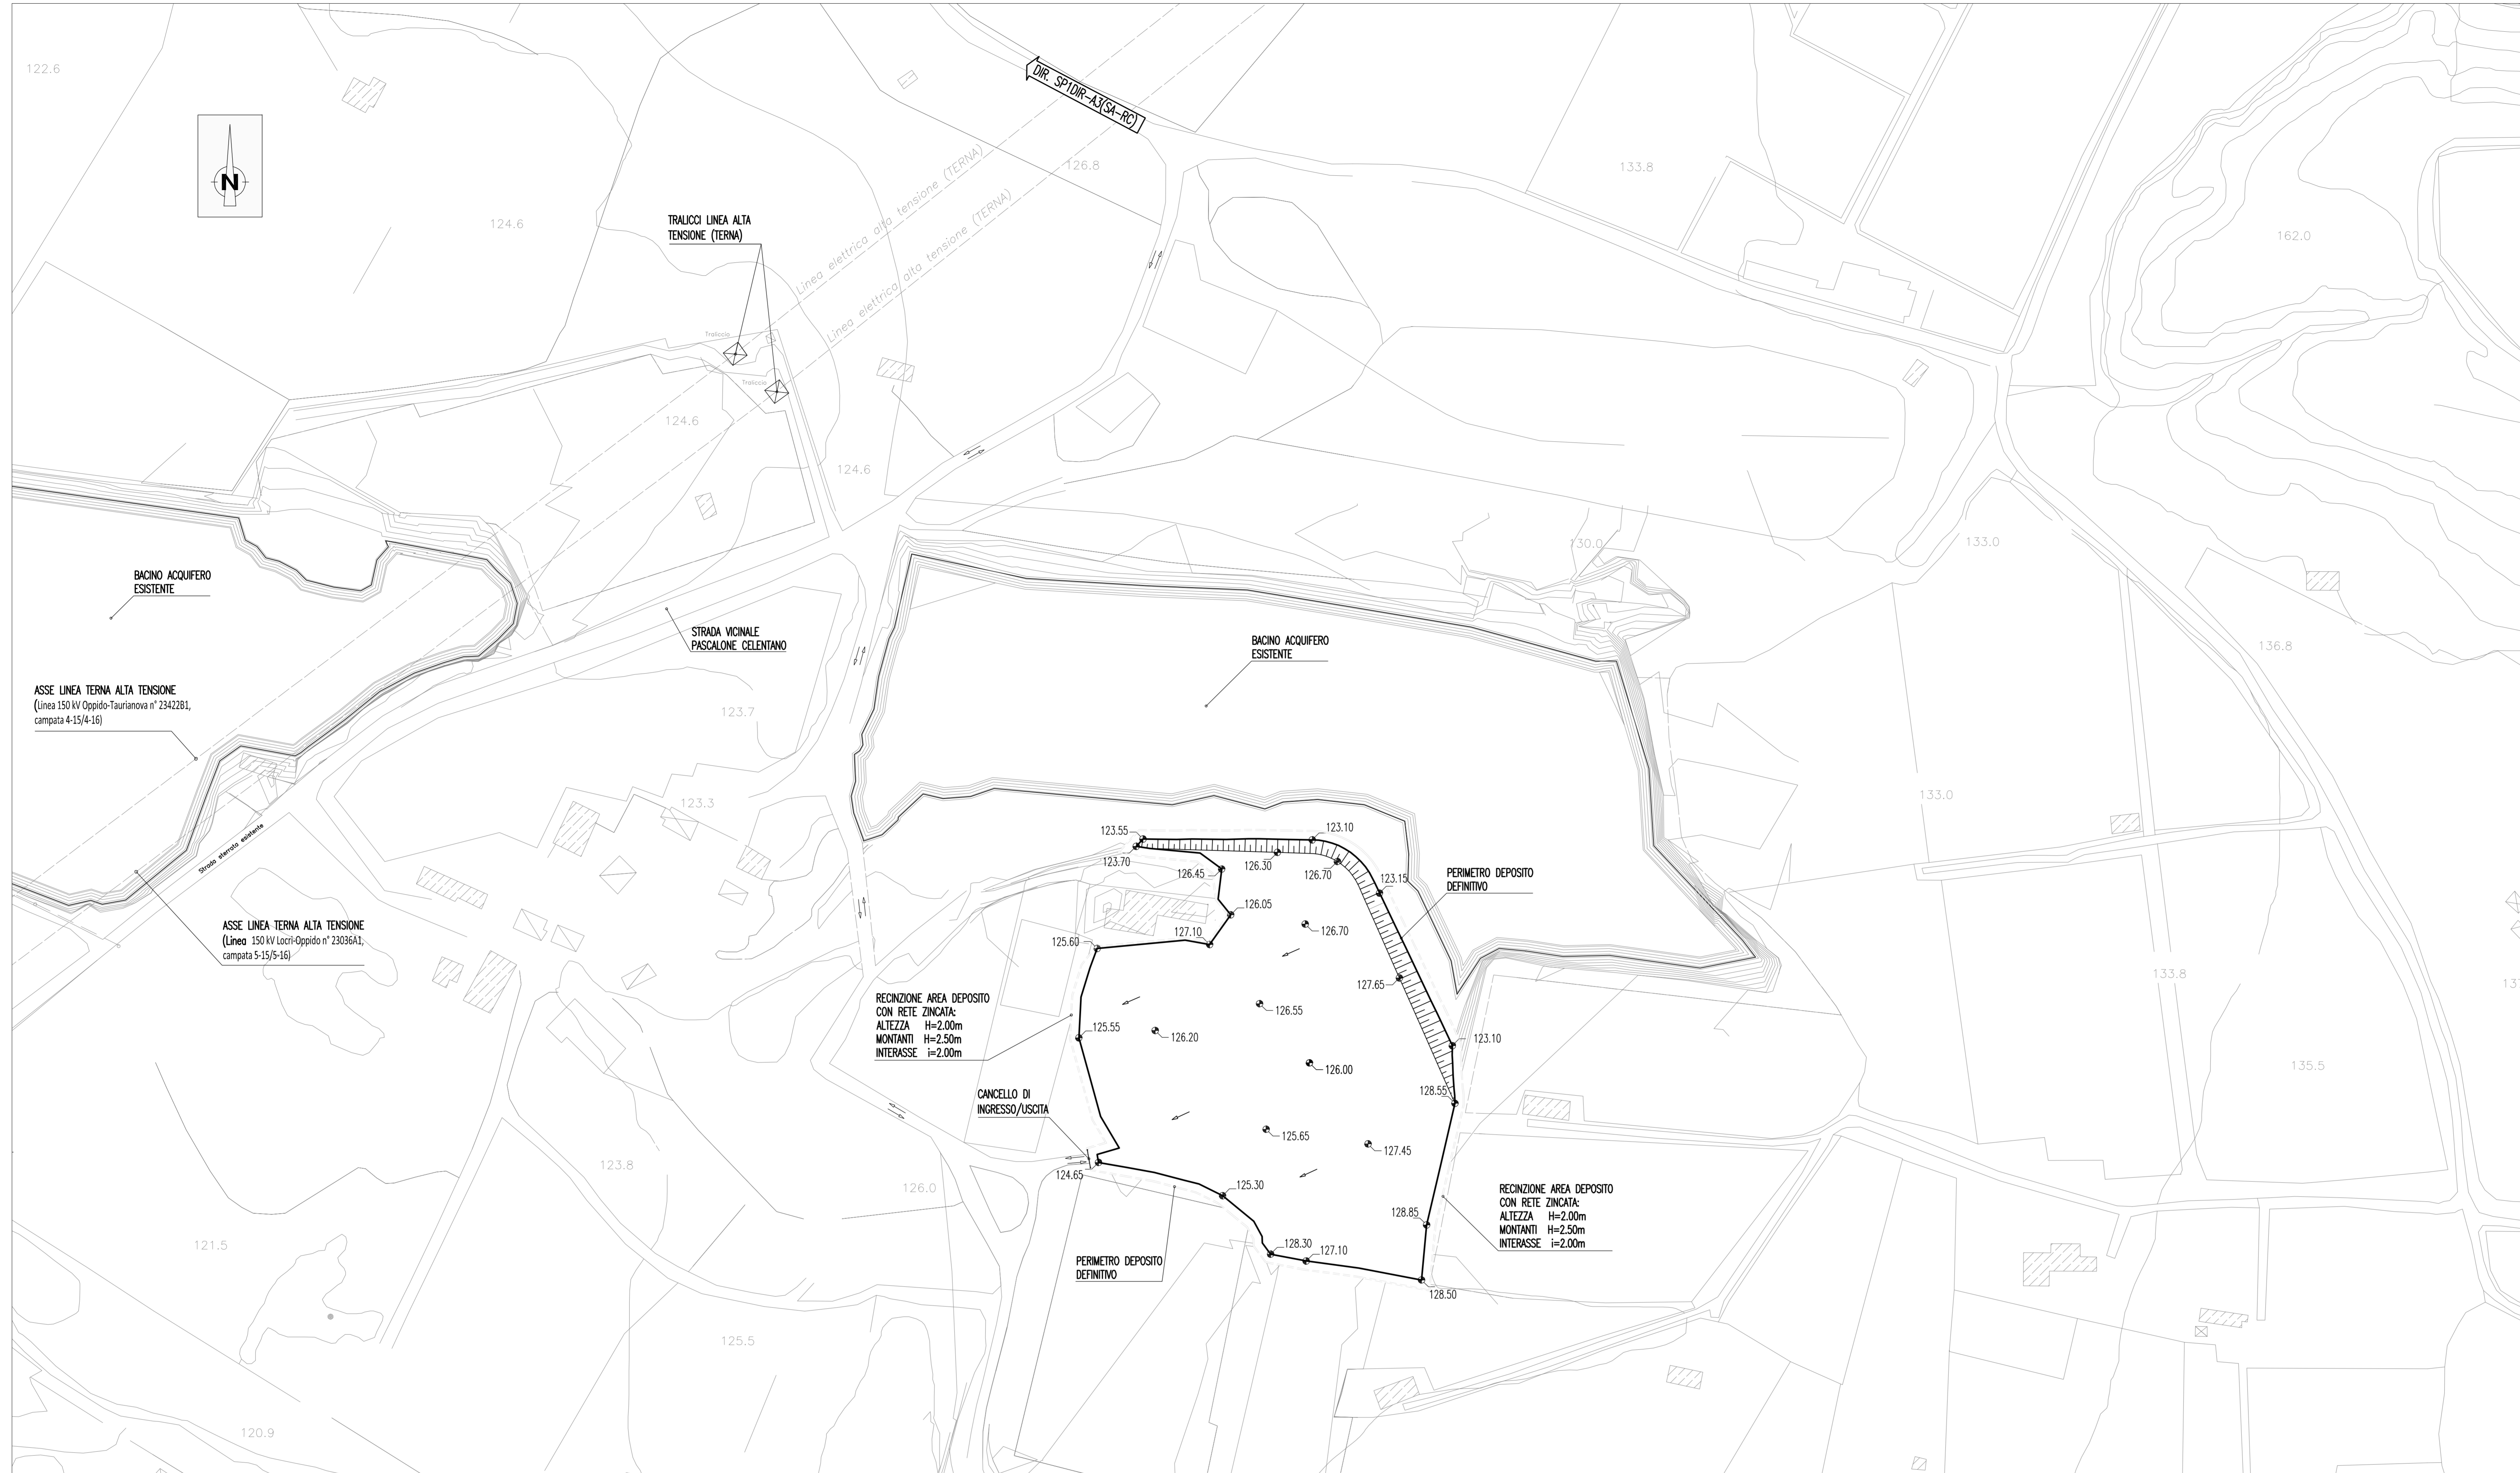 122.6
DIR. SP1DIR-A3(SA-RC)
N
124.6
126.8
133.8
162.0
TRALICCI LINEA ALTA
TENSIONE (TERNA)
Linea elettrica alta tensione (TERNA)
Linea elettrica alta tensione (TERNA)
Traliccio
Traliccio
124.6
124.6
130.0
133.0
BACINO ACQUIFERO
ESISTENTE
STRADA VICINALE
PASCALONE CELENTANO
BACINO ACQUIFERO
ESISTENTE
136.8
ASSE LINEA TERNA ALTA TENSIONE
(Linea 150 kV Oppido-Taurianova n° 23422B1,
campata 4-15/4-16)
123.7
123.3
133.0
Strada sterrata esistente
123.55
123.10
123.70
126.45
126.30
126.70
123.15
PERIMETRO DEPOSITO
DEFINITIVO
126.05
126.70
ASSE LINEA TERNA ALTA TENSIONE
(Linea 150 kV Locri-Oppido n° 23036A1,
campata 5-15/5-16)
125.60
127.10
127.65
133.8
RECINZIONE AREA DEPOSITO
CON RETE ZINCATA:
ALTEZZA H=2.00m
MONTANTI H=2.50m
INTERASSE i=2.00m
126.55
125.55
126.20
123.10
126.00
135.5
CANCELLO DI
INGRESSO/USCITA
128.55
125.65
127.45
123.8
124.65
126.0
125.30
RECINZIONE AREA DEPOSITO
CON RETE ZINCATA:
ALTEZZA H=2.00m
MONTANTI H=2.50m
INTERASSE i=2.00m
128.85
121.5
128.30
127.10
PERIMETRO DEPOSITO
DEFINITIVO
128.50
125.5
120.9